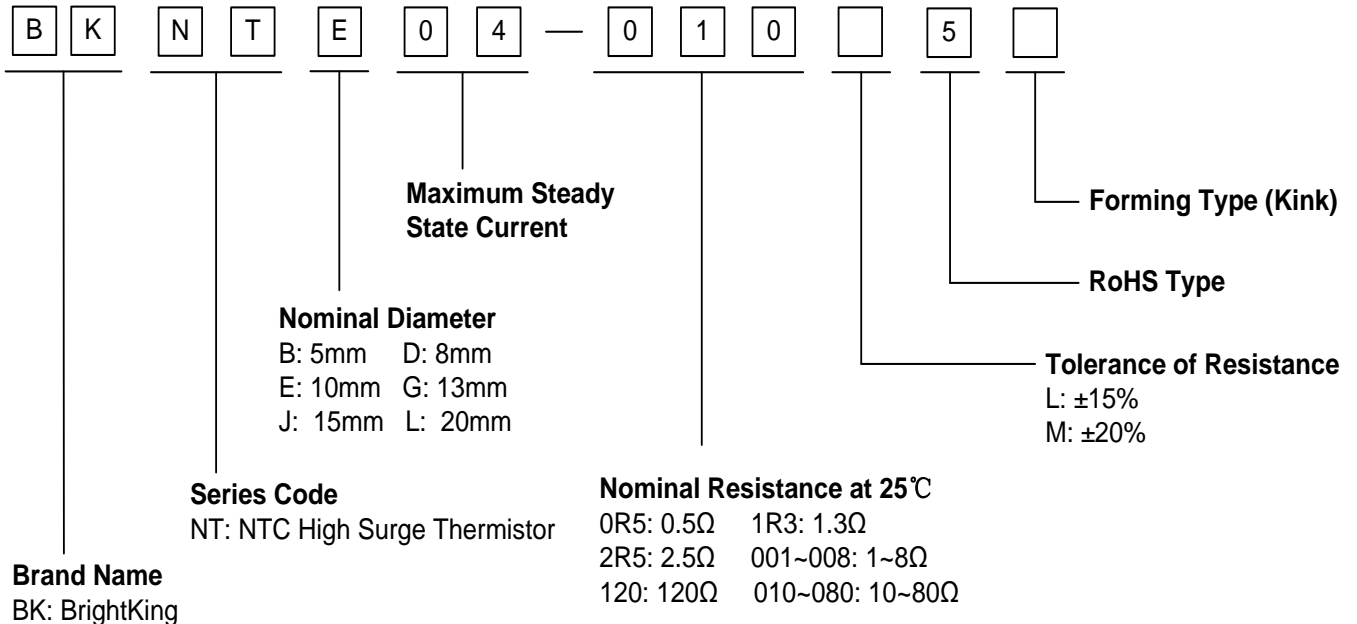 B K N T E 0 4 — 0 1 0 5
Maximum Steady
State Current
Forming Type (Kink)
RoHS Type
Nominal Diameter
B: 5mm D: 8mm
E: 10mm G: 13mm
J: 15mm L: 20mm
Tolerance of Resistance
L: ±15%
M: ±20%
Series Code
NT: NTC High Surge Thermistor
Nominal Resistance at 25℃
0R5: 0.5Ω 1R3: 1.3Ω
2R5: 2.5Ω 001~008: 1~8Ω
120: 120Ω 010~080: 10~80Ω
Brand Name
BK: BrightKing